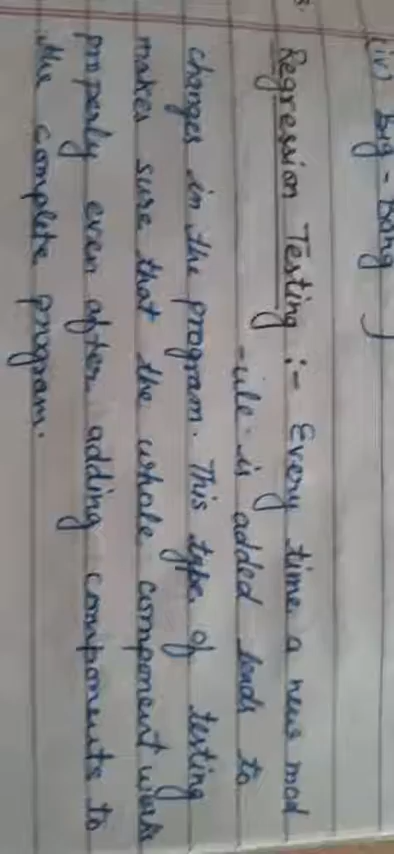 (iv) Big - Bang
Regression Testing :- Every time a new mod
-ule is added leads to
changes in the program. This type of testing
makes sure that the whole component works
properly even after adding components to
the complete program.